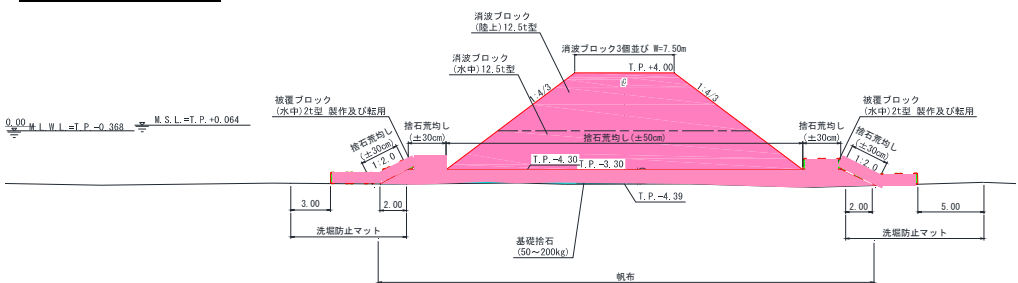 消波ブロック
(陸上)12.5t型
消波ブロック
(水中)12.5t型
消波ブロック3個並び W=7.50m
T.P.+4.00
1:4/3
1:4/3
被覆ブロック
(水中)2t型 製作及び転用
被覆ブロック
(水中)2t型 製作及び転用
0.00
M.L.W.L.=T.P.-0.368
M.S.L.=T.P.+0.064
捨石荒均し
(±30cm)
捨石荒均し
(±30cm)
1:2.0
捨石荒均し(±50cm)
捨石荒均し
(±30cm)
捨石荒均し
(±30cm)
1:2.0
T.P.-4.30
T.P.-3.30
T.P.-4.39
3.00
2.00
2.00
5.00
洗堀防止マット
洗堀防止マット
基礎捨石
(50～200kg)
帆布